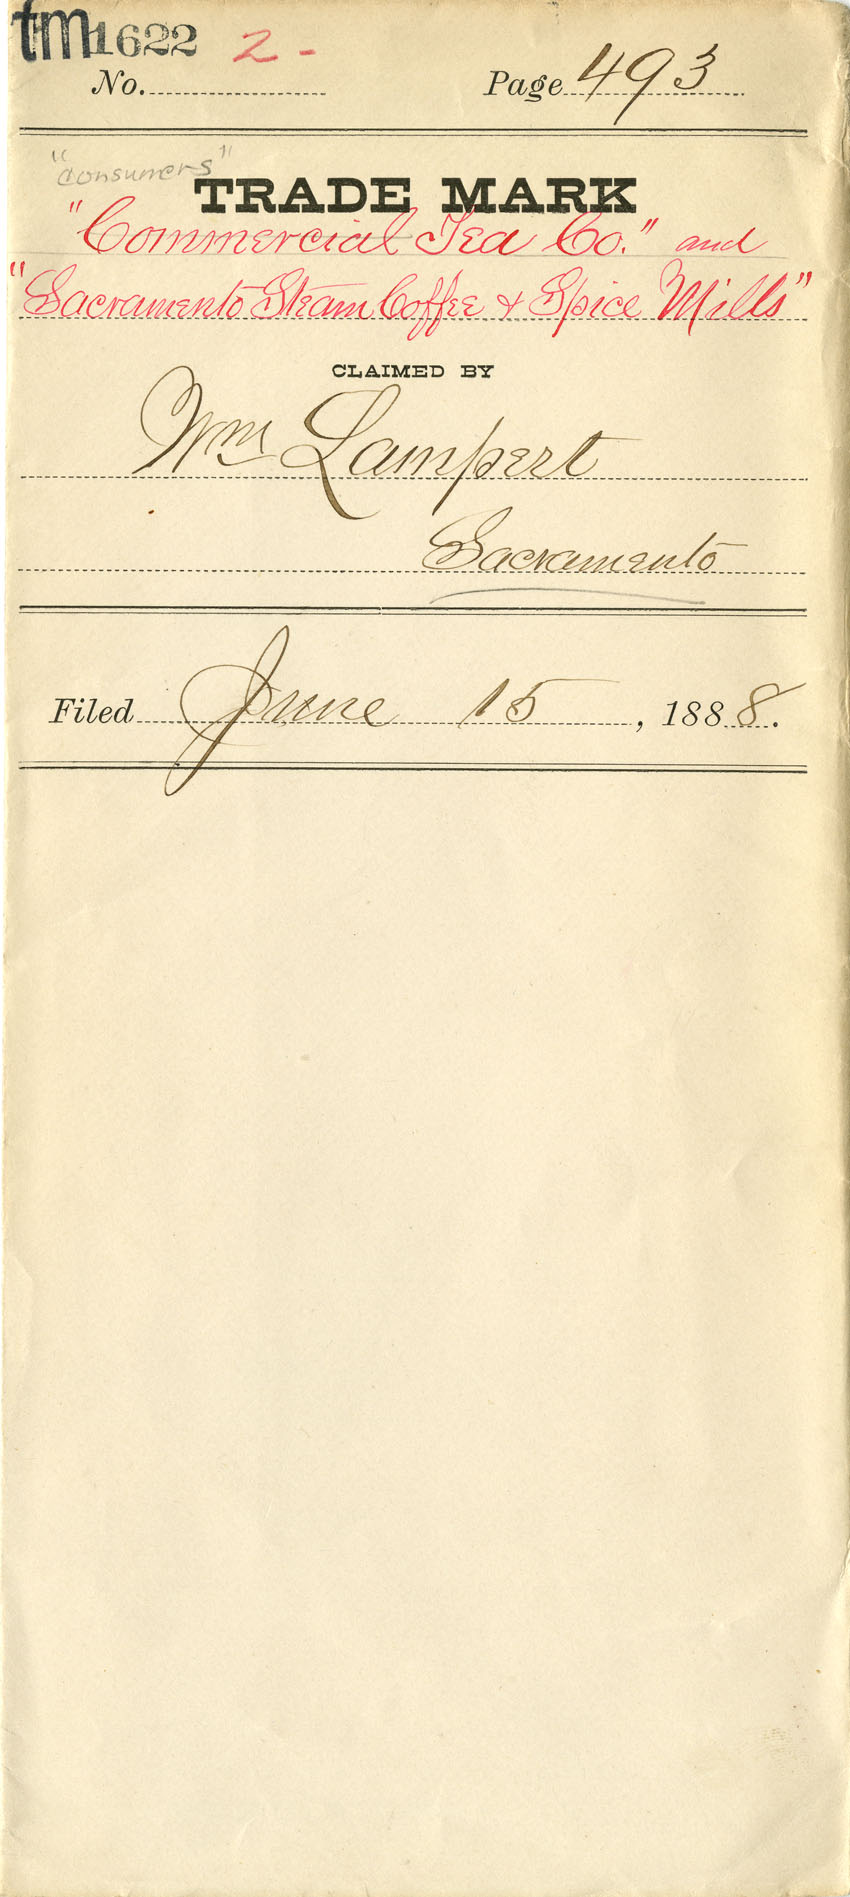 tm1622 2-
No. Page 493
"consumers"
TRADE MARK
"Commercial Tea Co." and
"Sacramento Steam Coffee & Spice Mills"
CLAIMED BY
Wm Lampert
Sacramento
Filed June 15, 1888.